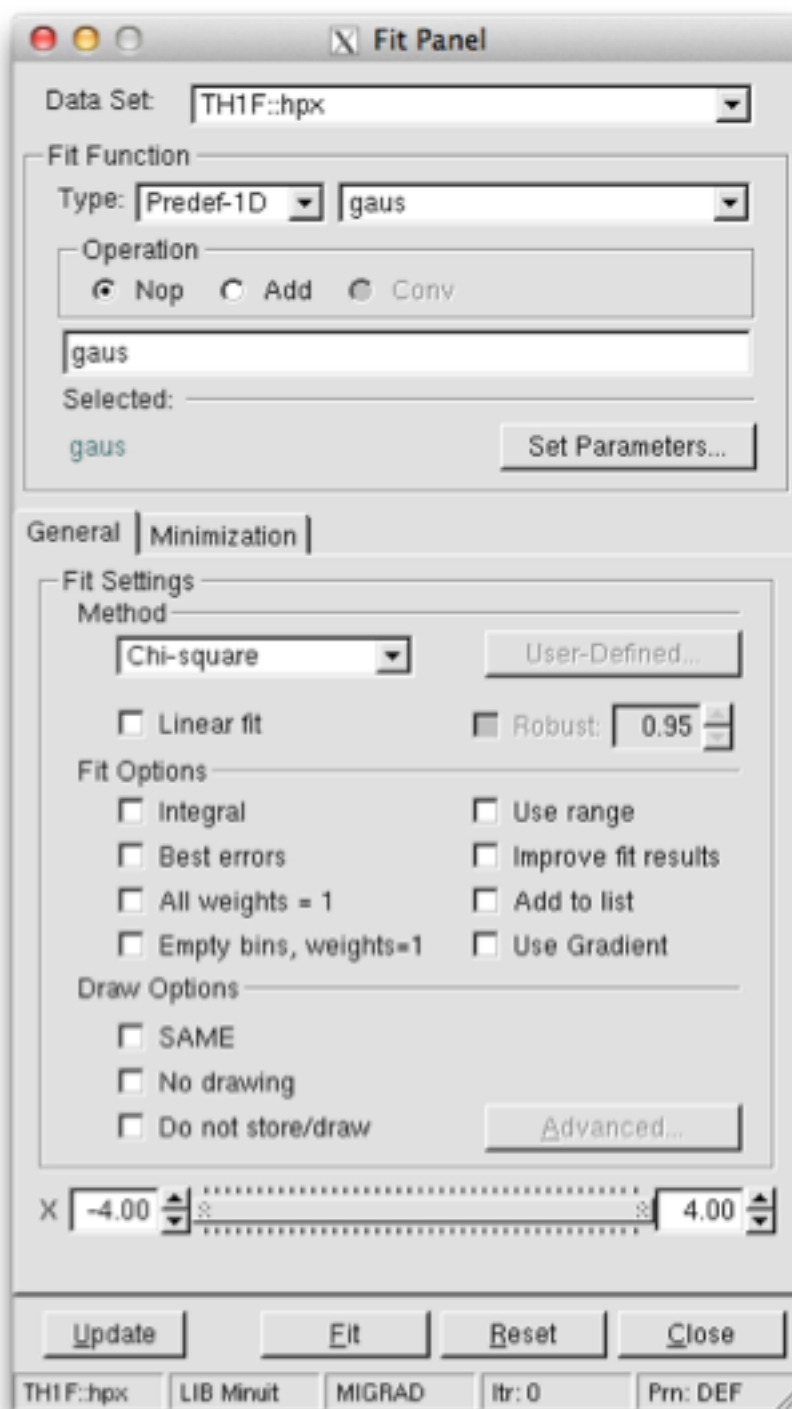 X Fit Panel
Data Set: TH1F::hpx
Fit Function
Type: Predef-1D gaus
Operation
Nop Add Conv
gaus
Selected:
gaus Set Parameters...
General Minimization
Fit Settings
Method
Chi-square User-Defined...
Linear fit Robust: 0.95
Fit Options
Integral Use range
Best errors Improve fit results
All weights = 1 Add to list
Empty bins, weights=1 Use Gradient
Draw Options
SAME
No drawing
Do not store/draw Advanced...
X -4.00 4.00
Update Fit Reset Close
TH1F::hpx LIB Minuit MIGRAD Itr: 0 Prn: DEF